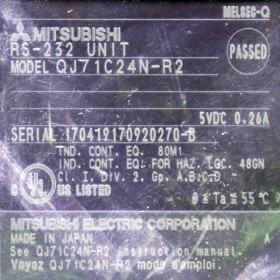 MELSEC-Q
MITSUBISHI
RS-232 UNIT
MODEL QJ71C24N-R2
PASSED
5VDC 0.26A
SERIAL 170419170920270-B
IND. CONT. EQ. 80M1
IND. CONT. EQ. FOR HAZ. LOC. 48GN
Cl. I, DIV. 2, Gp. A,B,C,D
C UL US LISTED
0≤Ta≤55°C
MITSUBISHI ELECTRIC CORPORATION
MADE IN JAPAN A
See QJ71C24N-R2 instruction manual.
Voyez QJ71C24N-R2 mode d'emploi.